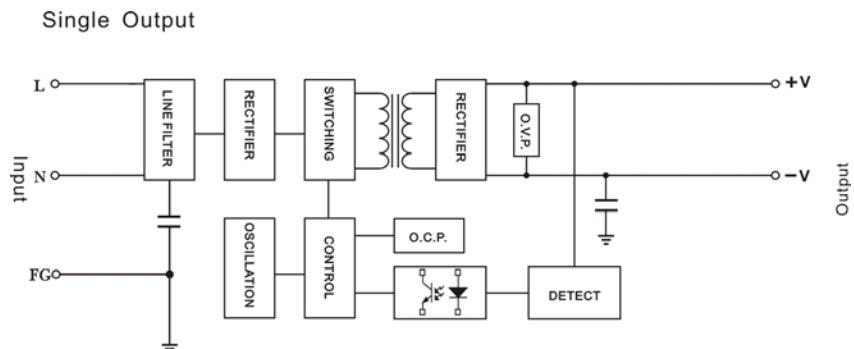 Single Output
L
LINE FILTER
RECTIFIER
SWITCHING
RECTIFIER
O.V.P.
+V
Input
N
−V
Output
FG
OSCILLATION
CONTROL
O.C.P.
DETECT